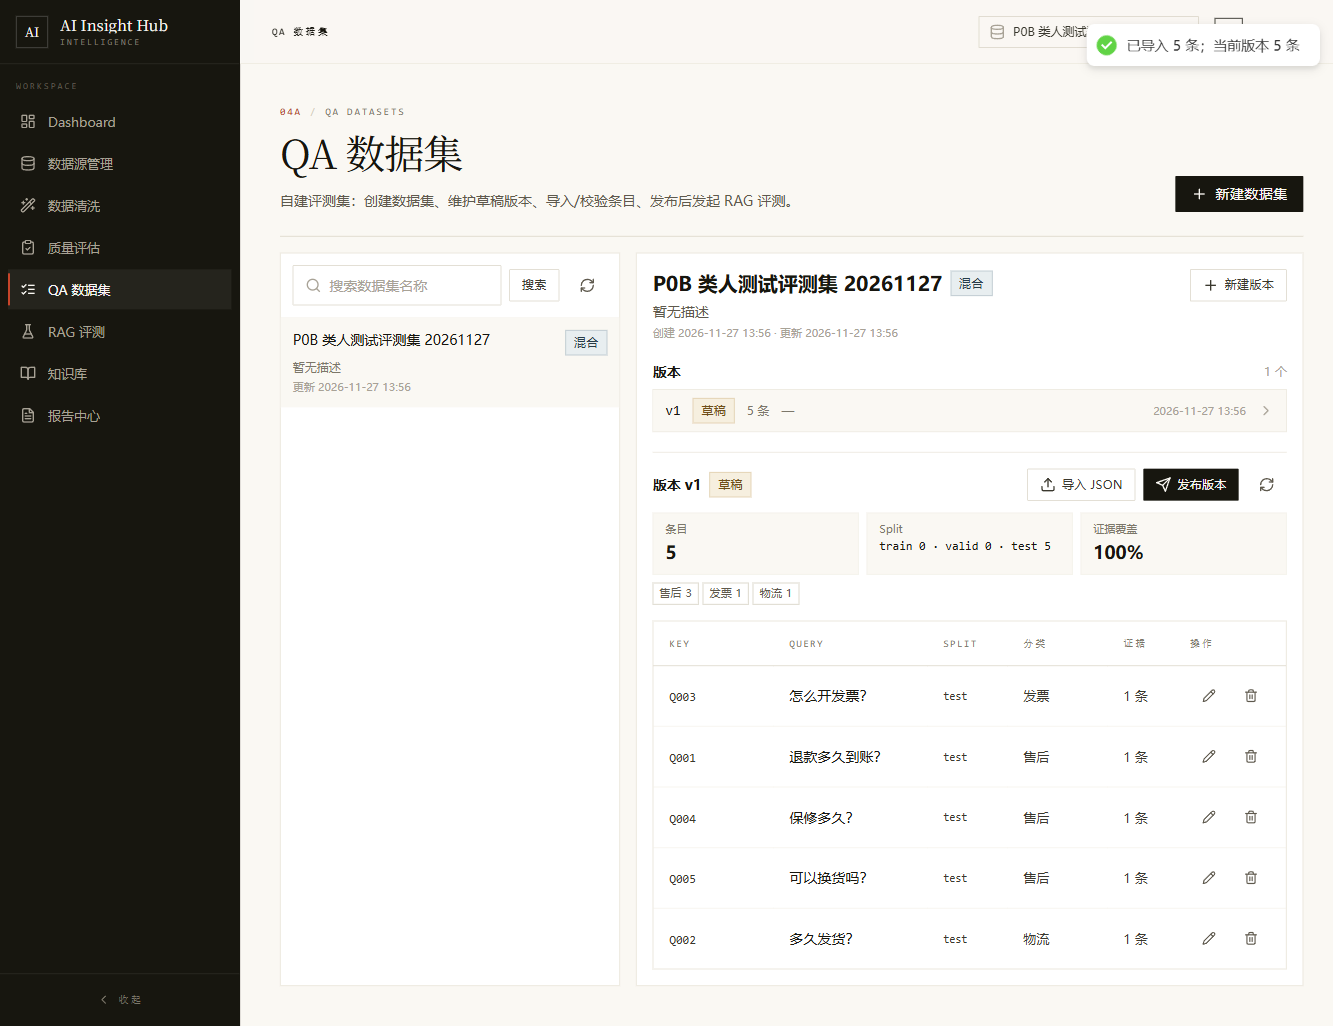 AI
AI Insight Hub
INTELLIGENCE
WORKSPACE
Dashboard
数据源管理
数据清洗
质量评估
QA 数据集
RAG 评测
知识库
报告中心
收起
QA 数据集
P0B 类人测试
已导入 5 条；当前版本 5 条
04A / QA DATASETS
QA 数据集
自建评测集：创建数据集、维护草稿版本、导入/校验条目、发布后发起 RAG 评测。
新建数据集
搜索数据集名称
搜索
P0B 类人测试评测集 20261127
混合
暂无描述
更新 2026-11-27 13:56
P0B 类人测试评测集 20261127
混合
新建版本
暂无描述
创建 2026-11-27 13:56 · 更新 2026-11-27 13:56
版本
1 个
v1 草稿 5 条 —
2026-11-27 13:56
版本 v1 草稿
导入 JSON
发布版本
条目
5
Split
train 0 · valid 0 · test 5
证据覆盖
100%
售后 3 发票 1 物流 1
KEY QUERY SPLIT 分类 证据 操作
Q003 怎么开发票? test 发票 1 条
Q001 退款多久到账? test 售后 1 条
Q004 保修多久? test 售后 1 条
Q005 可以换货吗? test 售后 1 条
Q002 多久发货? test 物流 1 条